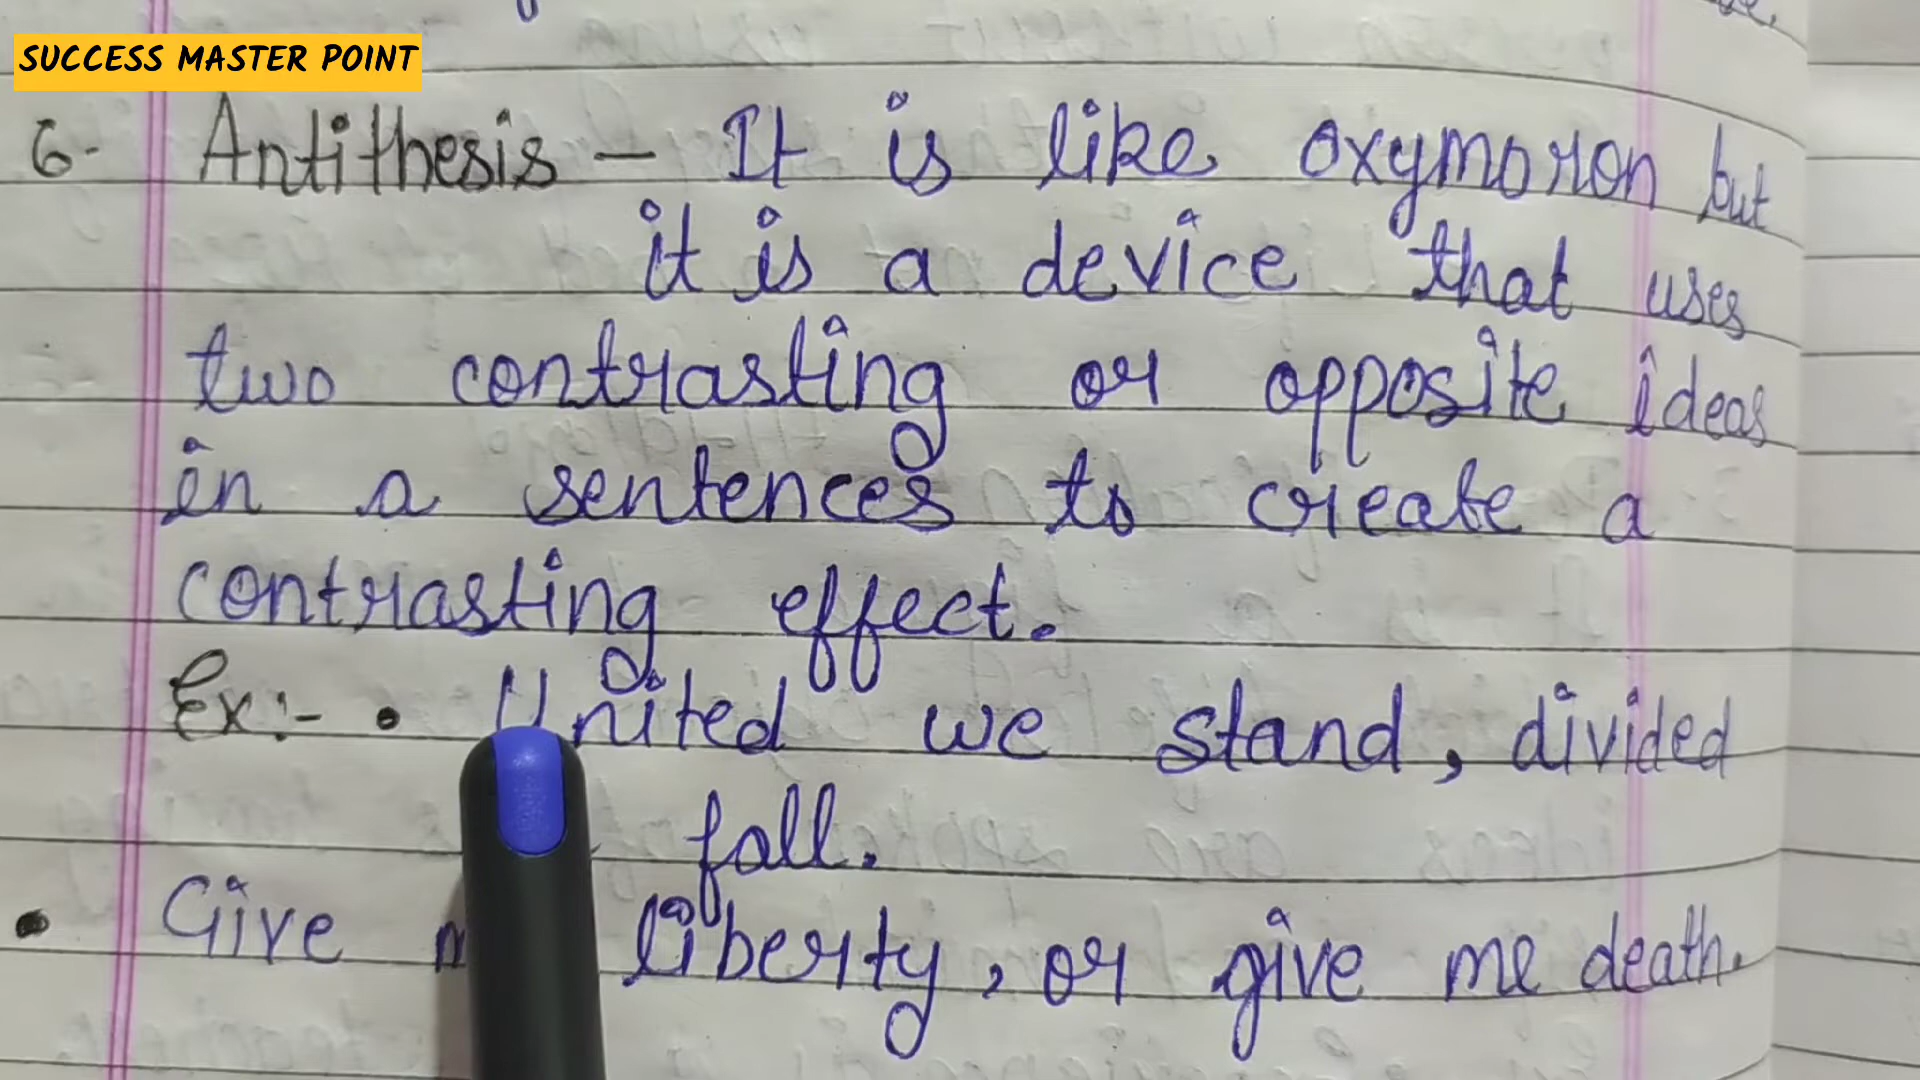 SUCCESS MASTER POINT
6- Antithesis – It is like oxymoron but
it is a device that uses
two contrasting or opposite ideas
in a sentences to create a
contrasting effect.
Ex:- • United we stand, divided
fall.
• Give liberty, or give me death.